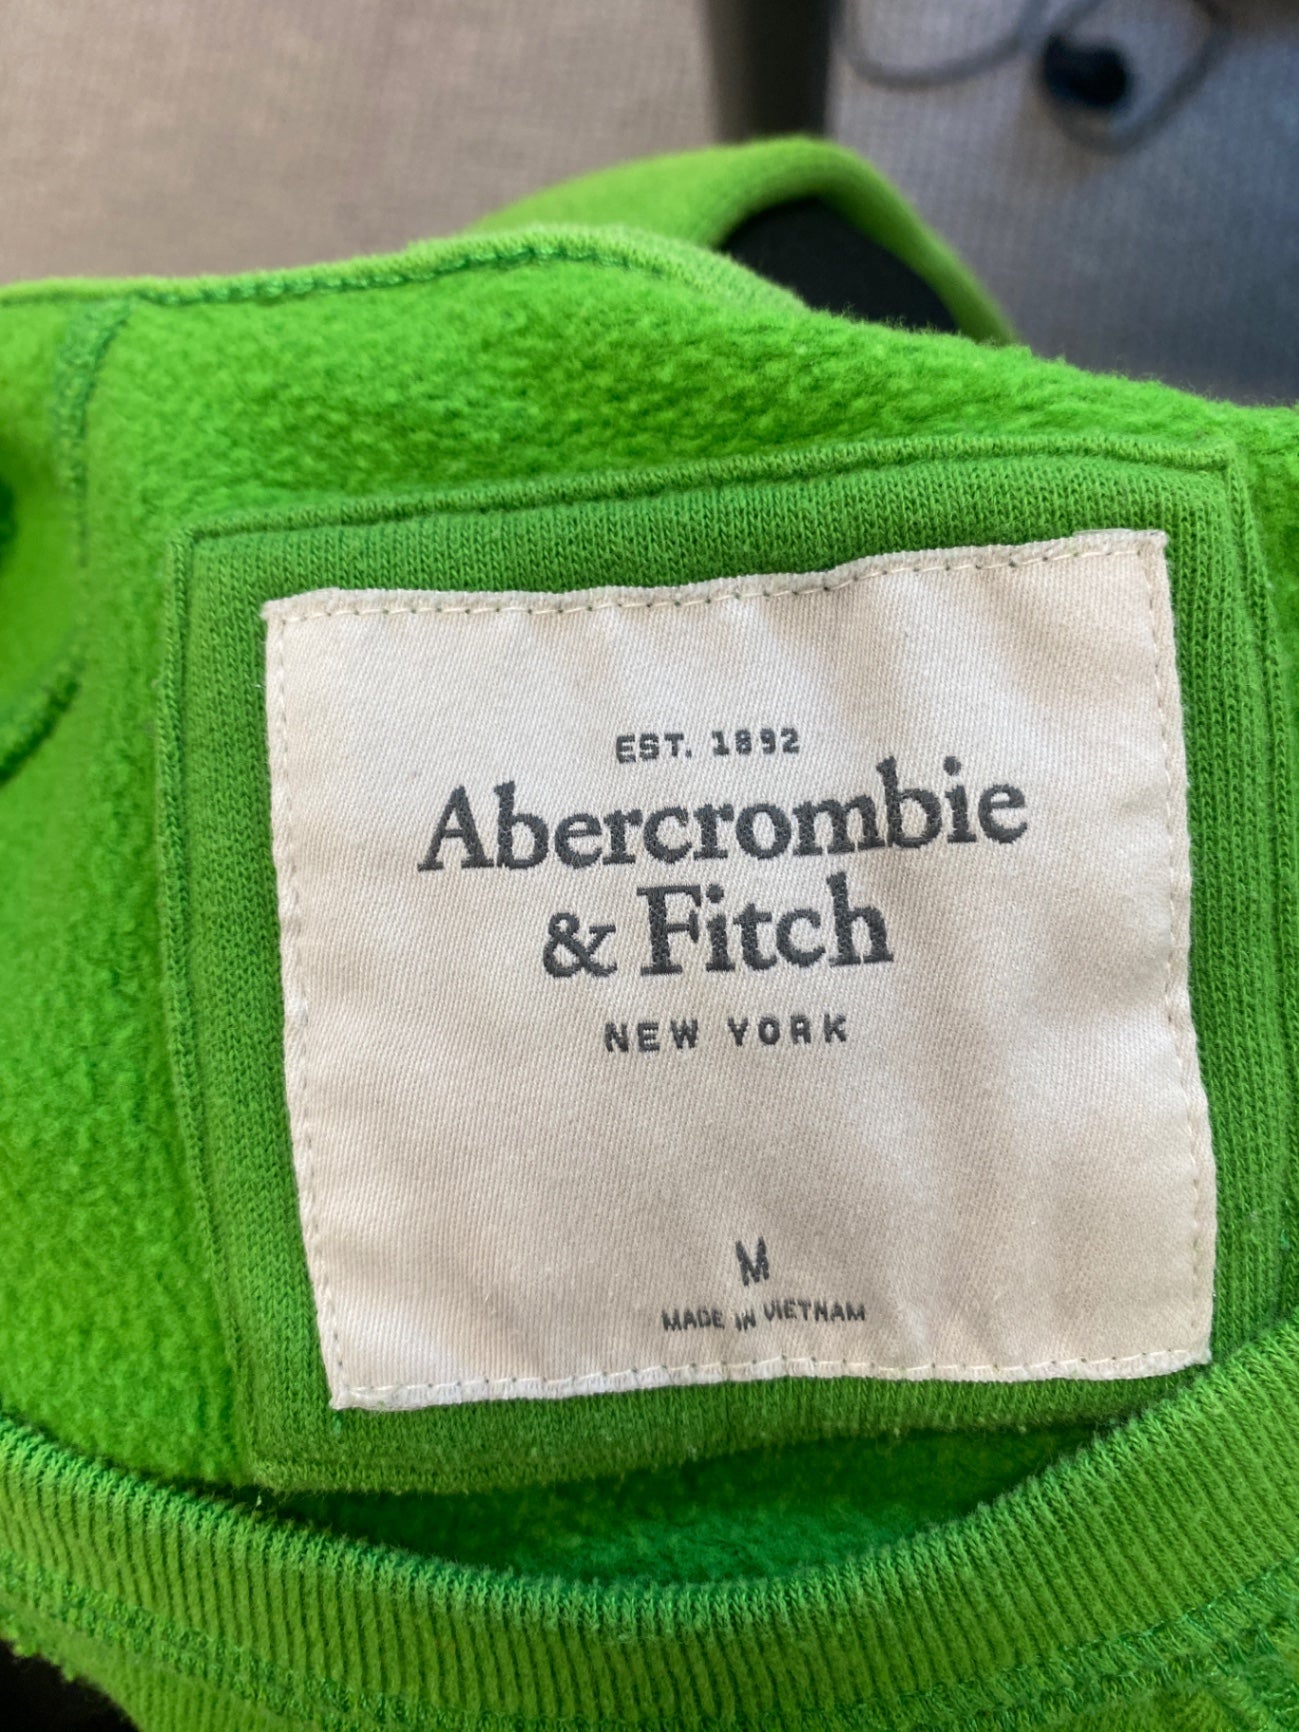 EST. 1892
Abercrombie
& Fitch
NEW YORK
M
MADE IN VIETNAM